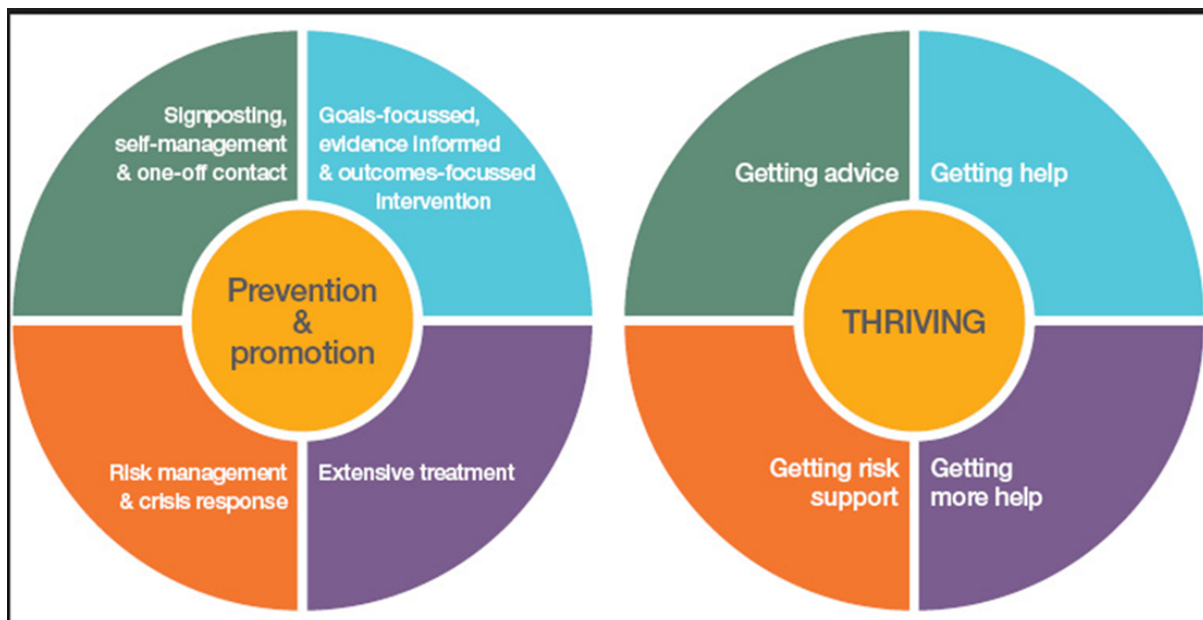 Signposting,
self-management
& one-off contact
Goals-focussed,
evidence informed
& outcomes-focussed
intervention
Prevention
&
promotion
Risk management
& crisis response
Extensive treatment
Getting advice
Getting help
THRIVING
Getting risk
support
Getting
more help